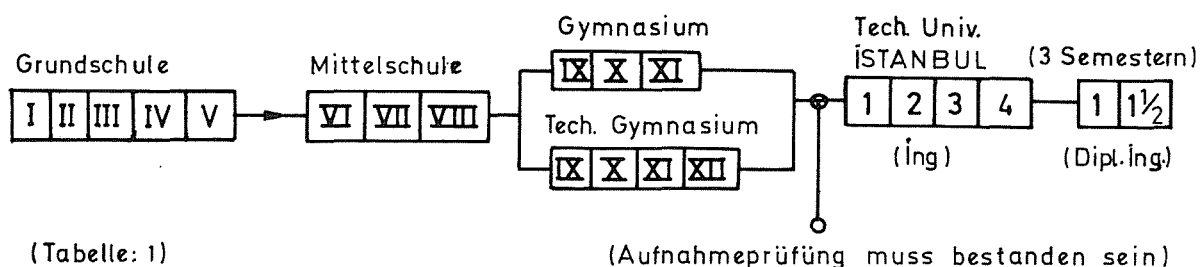 Grundschule
I II III IV V
Mittelschule
VI VII VIII
Gymnasium
IX X XI
Tech. Gymnasium
IX X XI XII
Tech. Univ.
İSTANBUL
1 2 3 4
(İng)
(3 Semestern)
1 1½
(Dipl.İng.)
(Tabelle: 1)
(Aufnahmeprüfung muss bestanden sein)